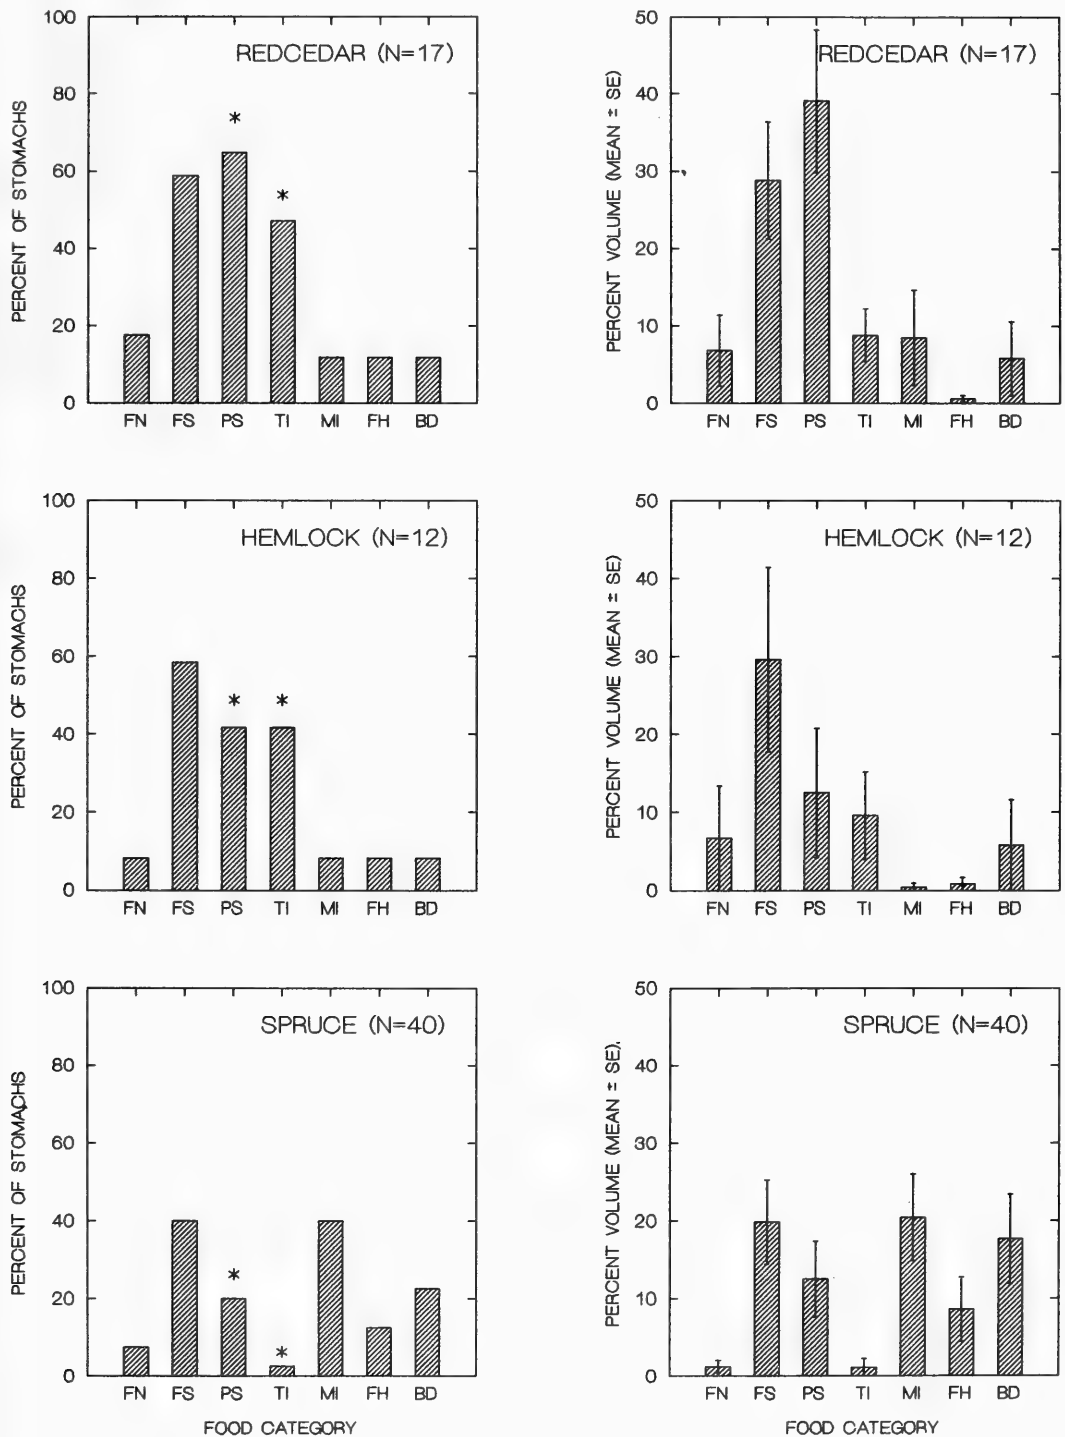 PERCENT OF STOMACHS
100
80
60
40
20
0
REDCEDAR (N=17)
*
*
FN FS PS TI MI FH BD
PERCENT VOLUME (MEAN ± SE)
50
40
30
20
10
0
REDCEDAR (N=17)
FN FS PS TI MI FH BD
PERCENT OF STOMACHS
100
80
60
40
20
0
HEMLOCK (N=12)
* *
FN FS PS TI MI FH BD
PERCENT VOLUME (MEAN ± SE)
50
40
30
20
10
0
HEMLOCK (N=12)
FN FS PS TI MI FH BD
PERCENT OF STOMACHS
100
80
60
40
20
0
SPRUCE (N=40)
*
*
FN FS PS TI MI FH BD
FOOD CATEGORY
PERCENT VOLUME (MEAN ± SE)
50
40
30
20
10
0
SPRUCE (N=40)
FN FS PS TI MI FH BD
FOOD CATEGORY